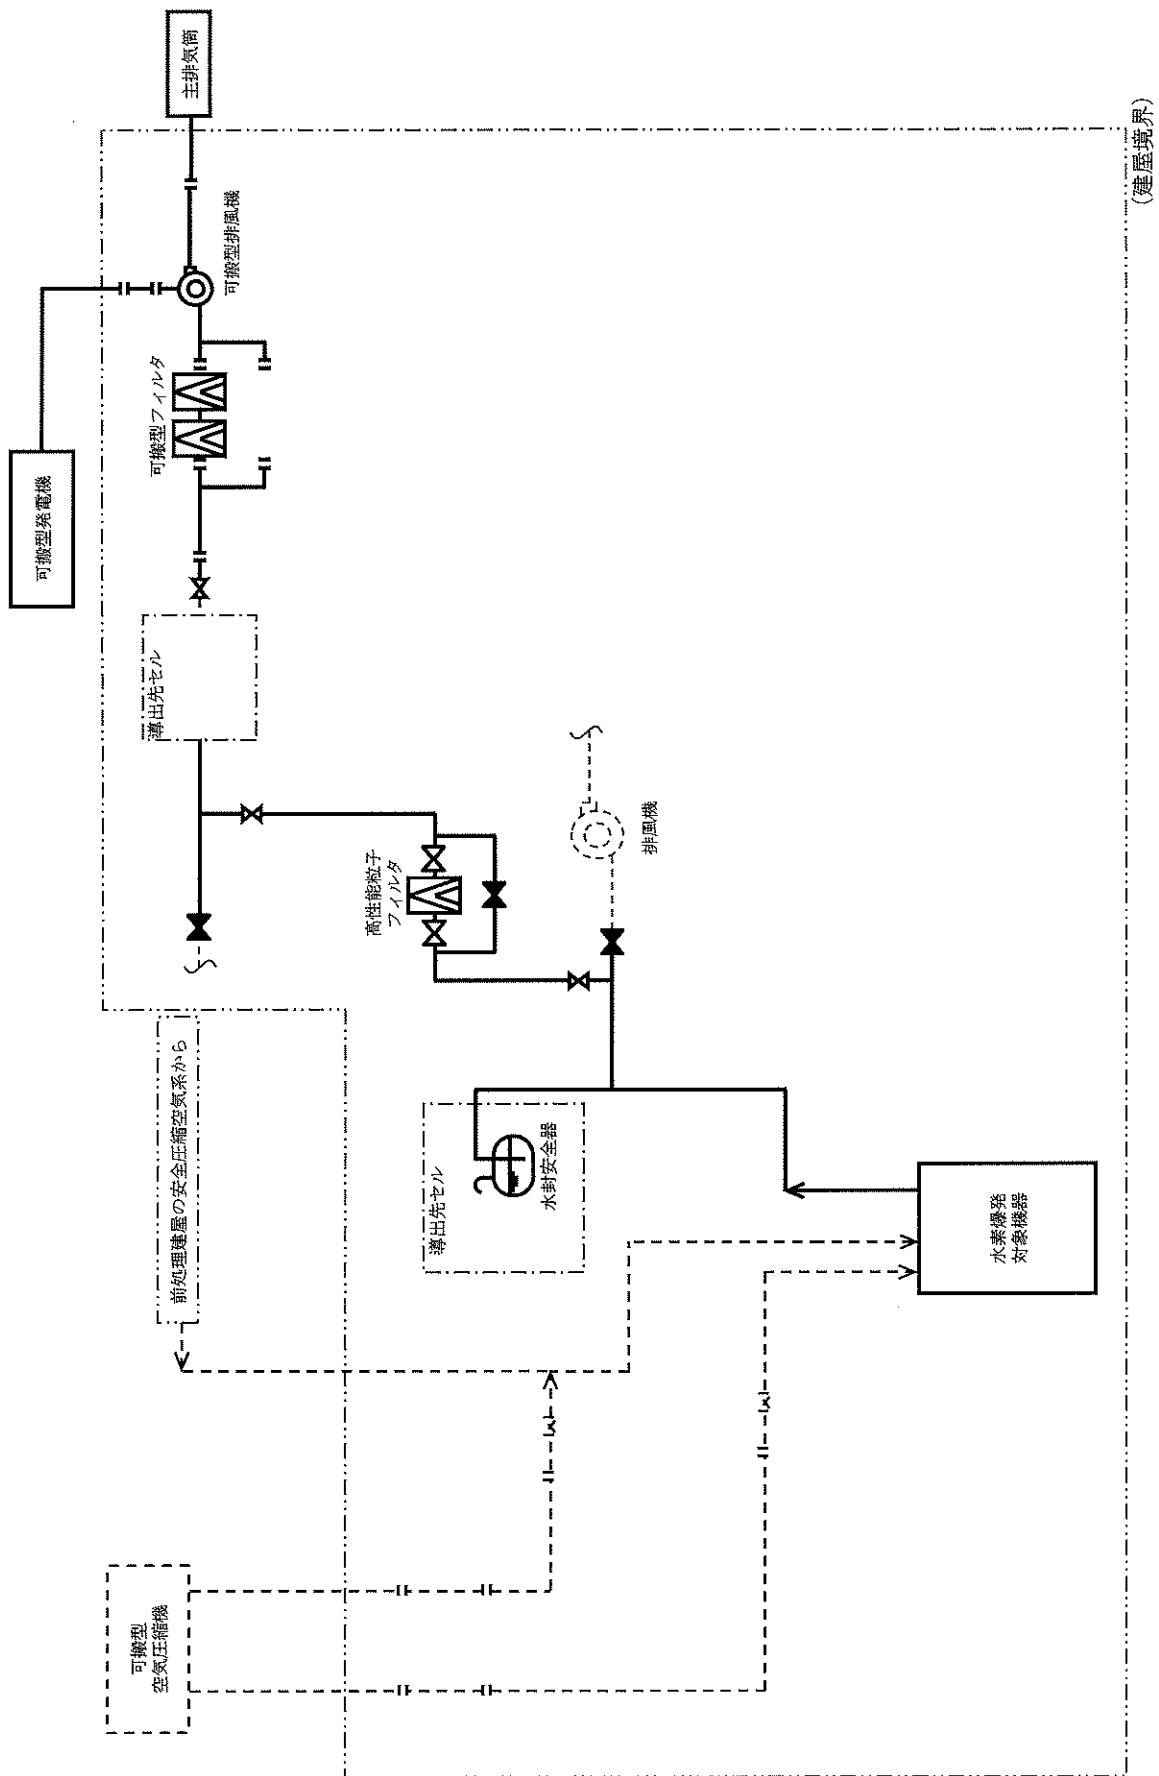 可搬型
空気圧縮機
前処理建屋の安全圧縮空気系から
導出先セル
水封安全器
水素爆発
対象機器
高性能粒子
フィルタ
排風機
導出先セル
可搬型発電機
可搬型フィルタ
可搬型排風機
主排気筒
(建屋境界)